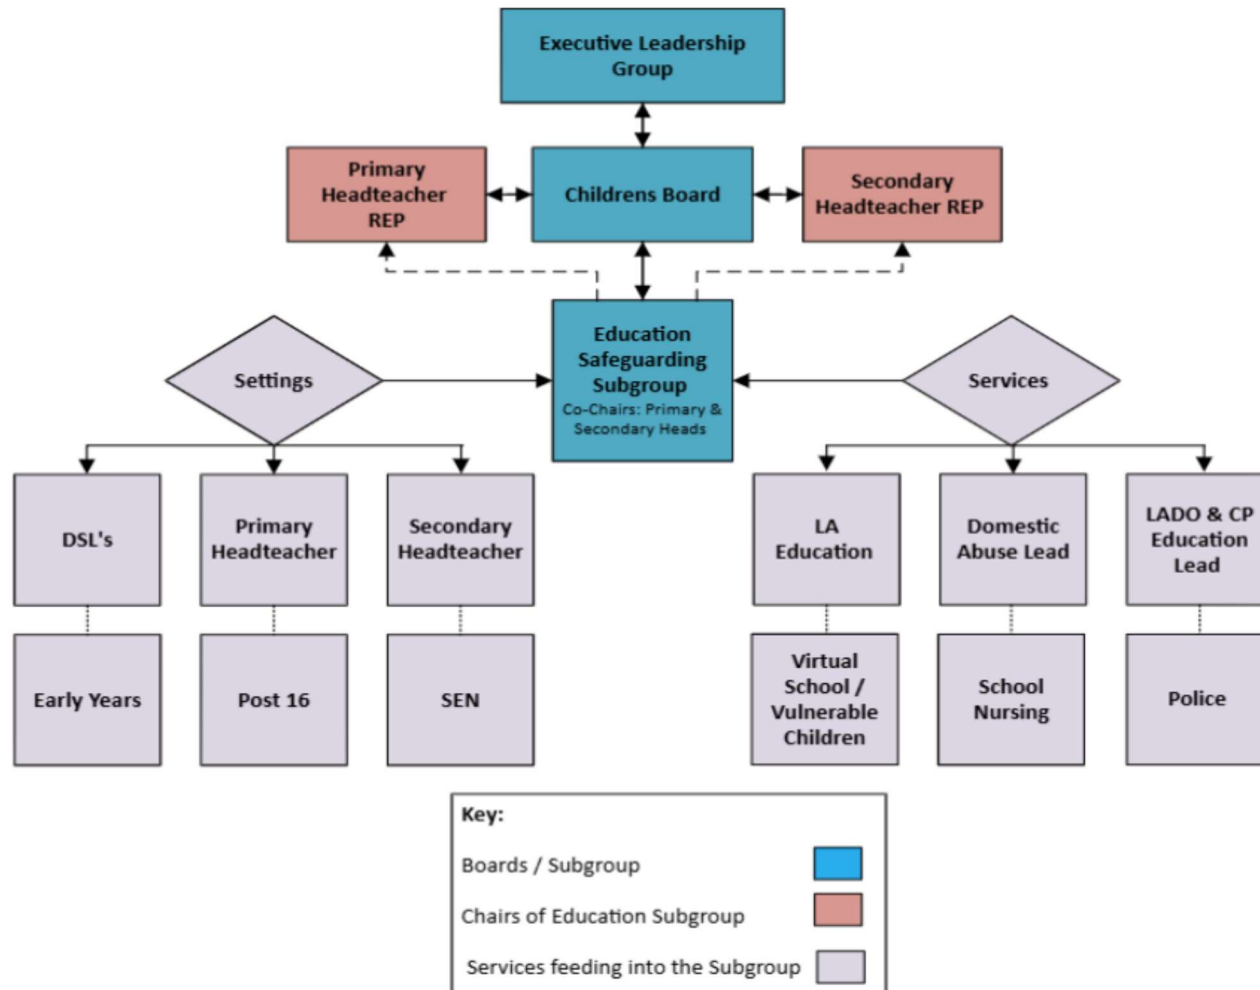 Executive Leadership
Group
Primary
Headteacher
REP
Childrens Board
Secondary
Headteacher REP
Education
Safeguarding
Subgroup
Co-Chairs: Primary &
Secondary Heads
Settings
Services
DSL's
Primary
Headteacher
Secondary
Headteacher
LA
Education
Domestic
Abuse Lead
LADO & CP
Education
Lead
Early Years
Post 16
SEN
Virtual
School /
Vulnerable
Children
School
Nursing
Police
Key:
Boards / Subgroup
Chairs of Education Subgroup
Services feeding into the Subgroup